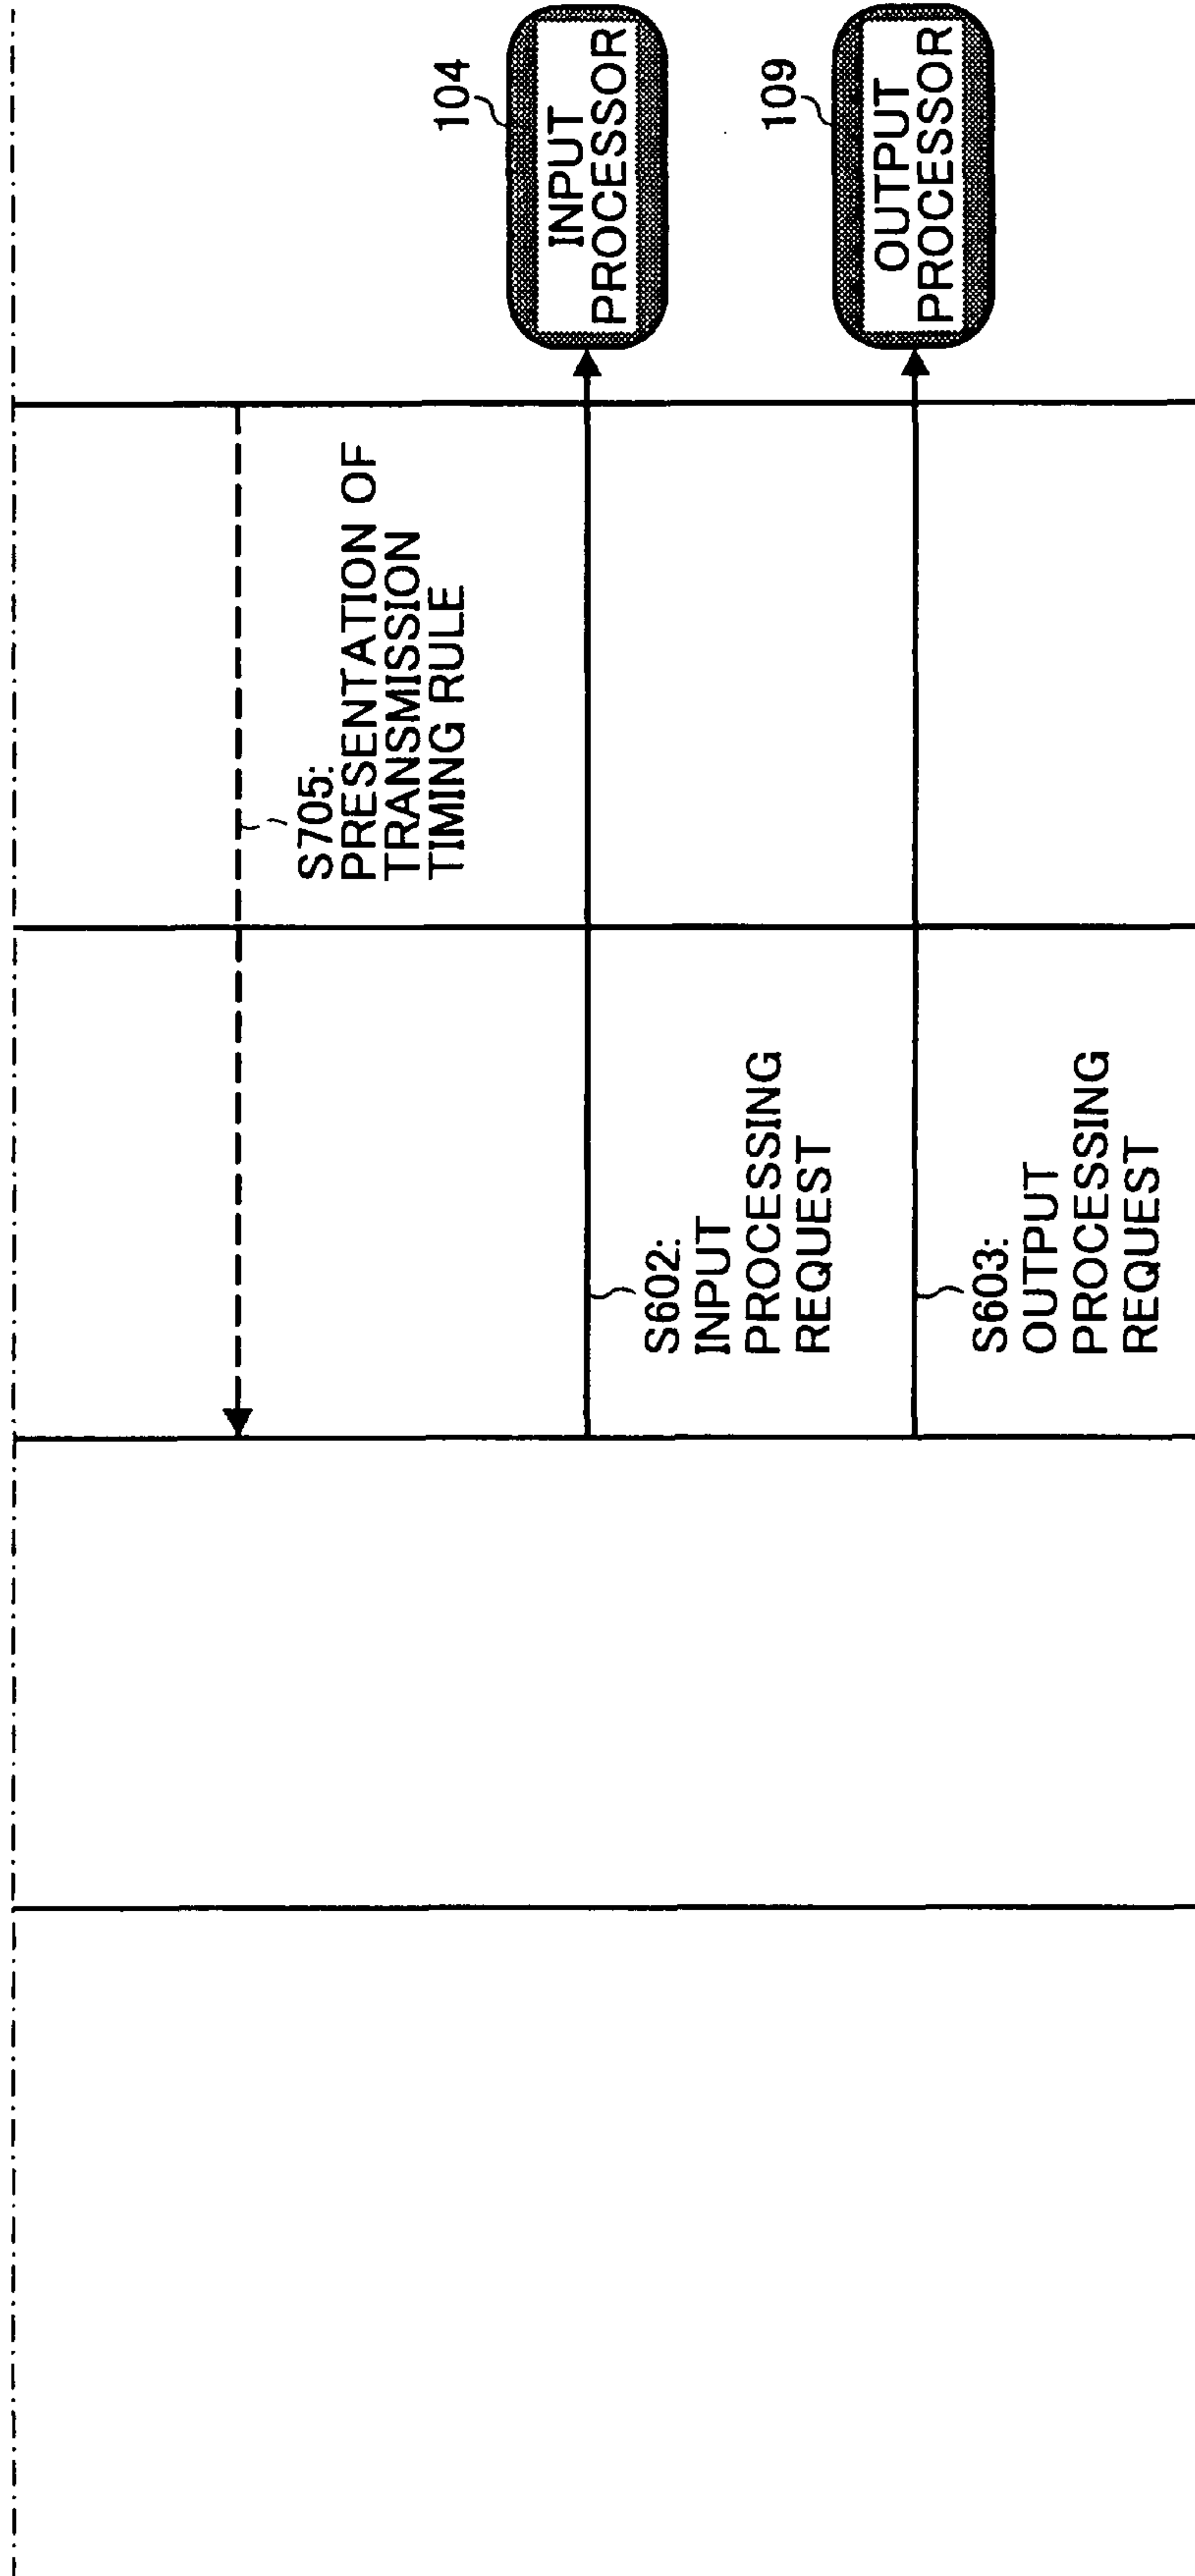 S705:
PRESENTATION OF
TRANSMISSION
TIMING RULE
104
INPUT
PROCESSOR
S602:
INPUT
PROCESSING
REQUEST
109
OUTPUT
PROCESSOR
S603:
OUTPUT
PROCESSING
REQUEST